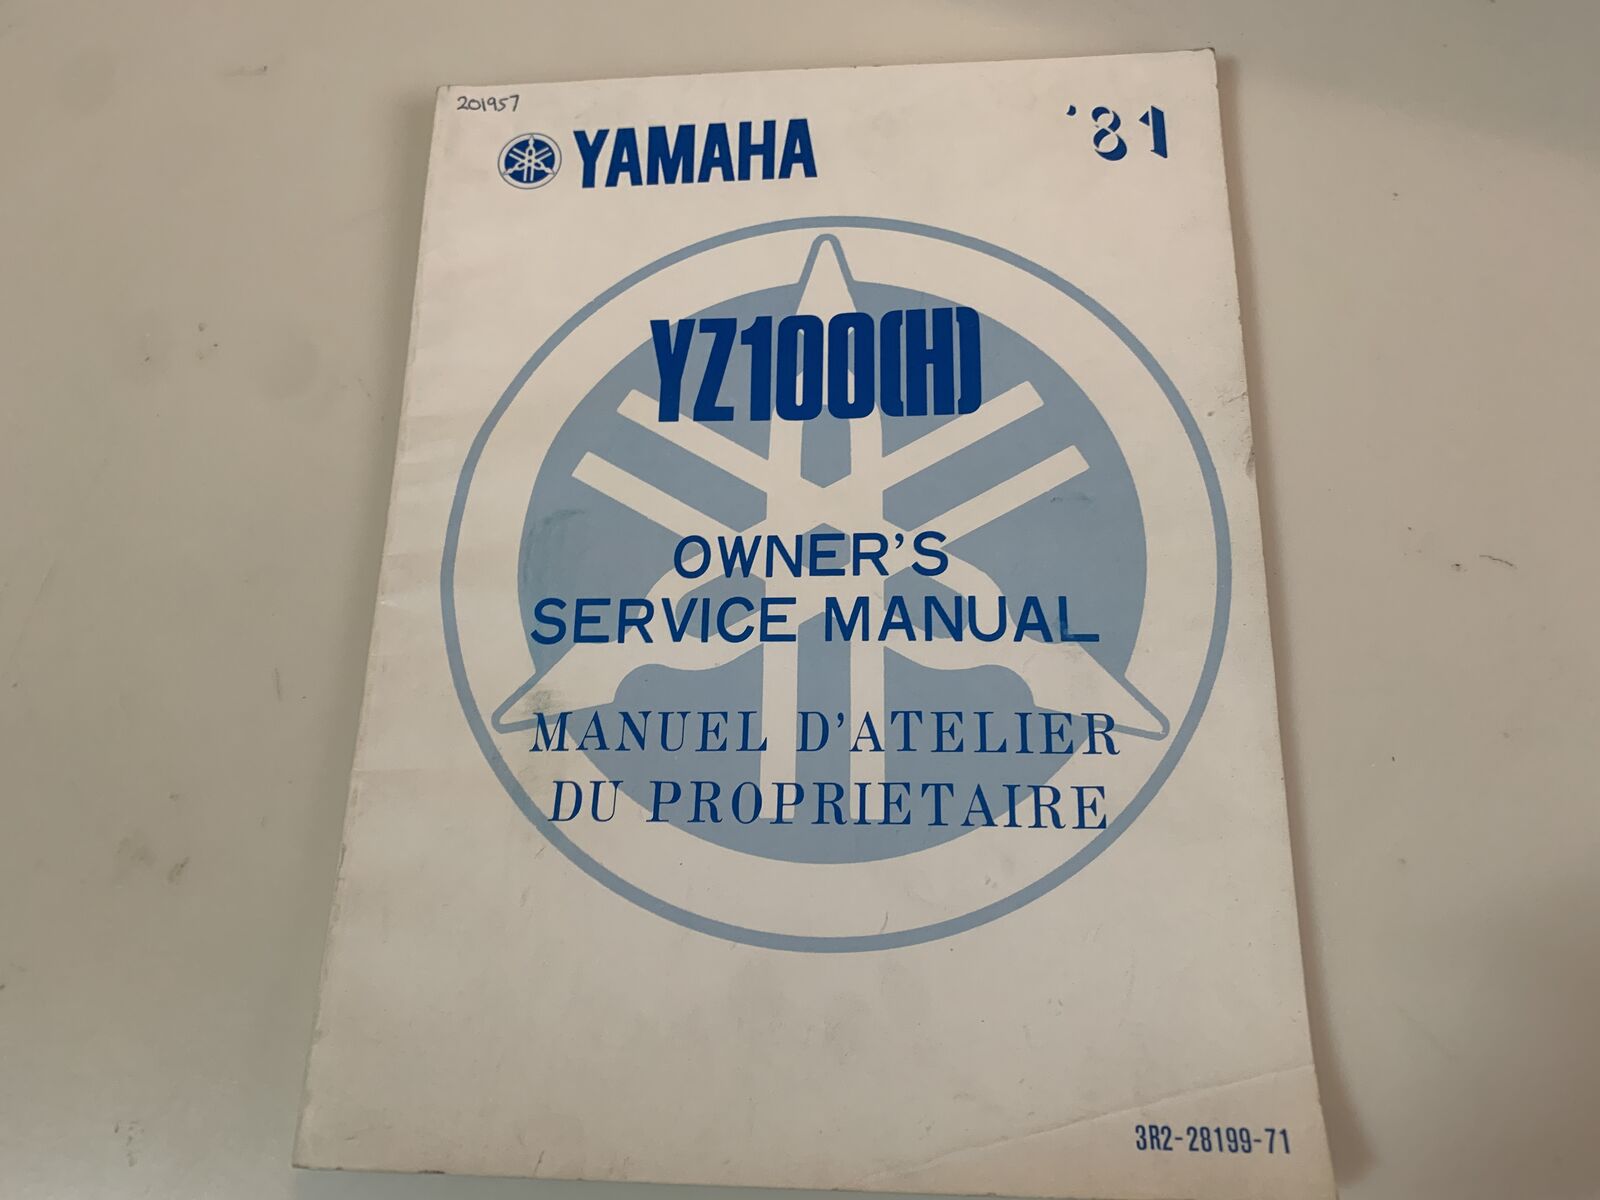 201957
YAMAHA
'81
YZ100(H)
OWNER'S
SERVICE MANUAL
MANUEL D'ATELIER
DU PROPRIETAIRE
3R2-28199-71